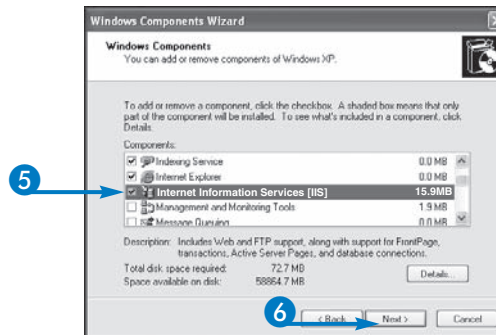 Windows Components Wizard
Windows Components
You can add or remove components of Windows XP.
To add or remove a component, click the checkbox. A shaded box means that only
part of the component will be installed. To see what's included in a component, click
Details.
Components:
Indexing Service 0.0 MB
Internet Explorer 0.0 MB
5 Internet Information Services [IIS] 15.9MB
Management and Monitoring Tools 1.9 MB
Message Queuing 0.0 MB
Description: Includes Web and FTP support, along with support for FrontPage,
transactions, Active Server Pages, and database connections.
Total disk space required: 72.7 MB
Space available on disk: 58864.7 MB
Details...
6 < Back Next > Cancel